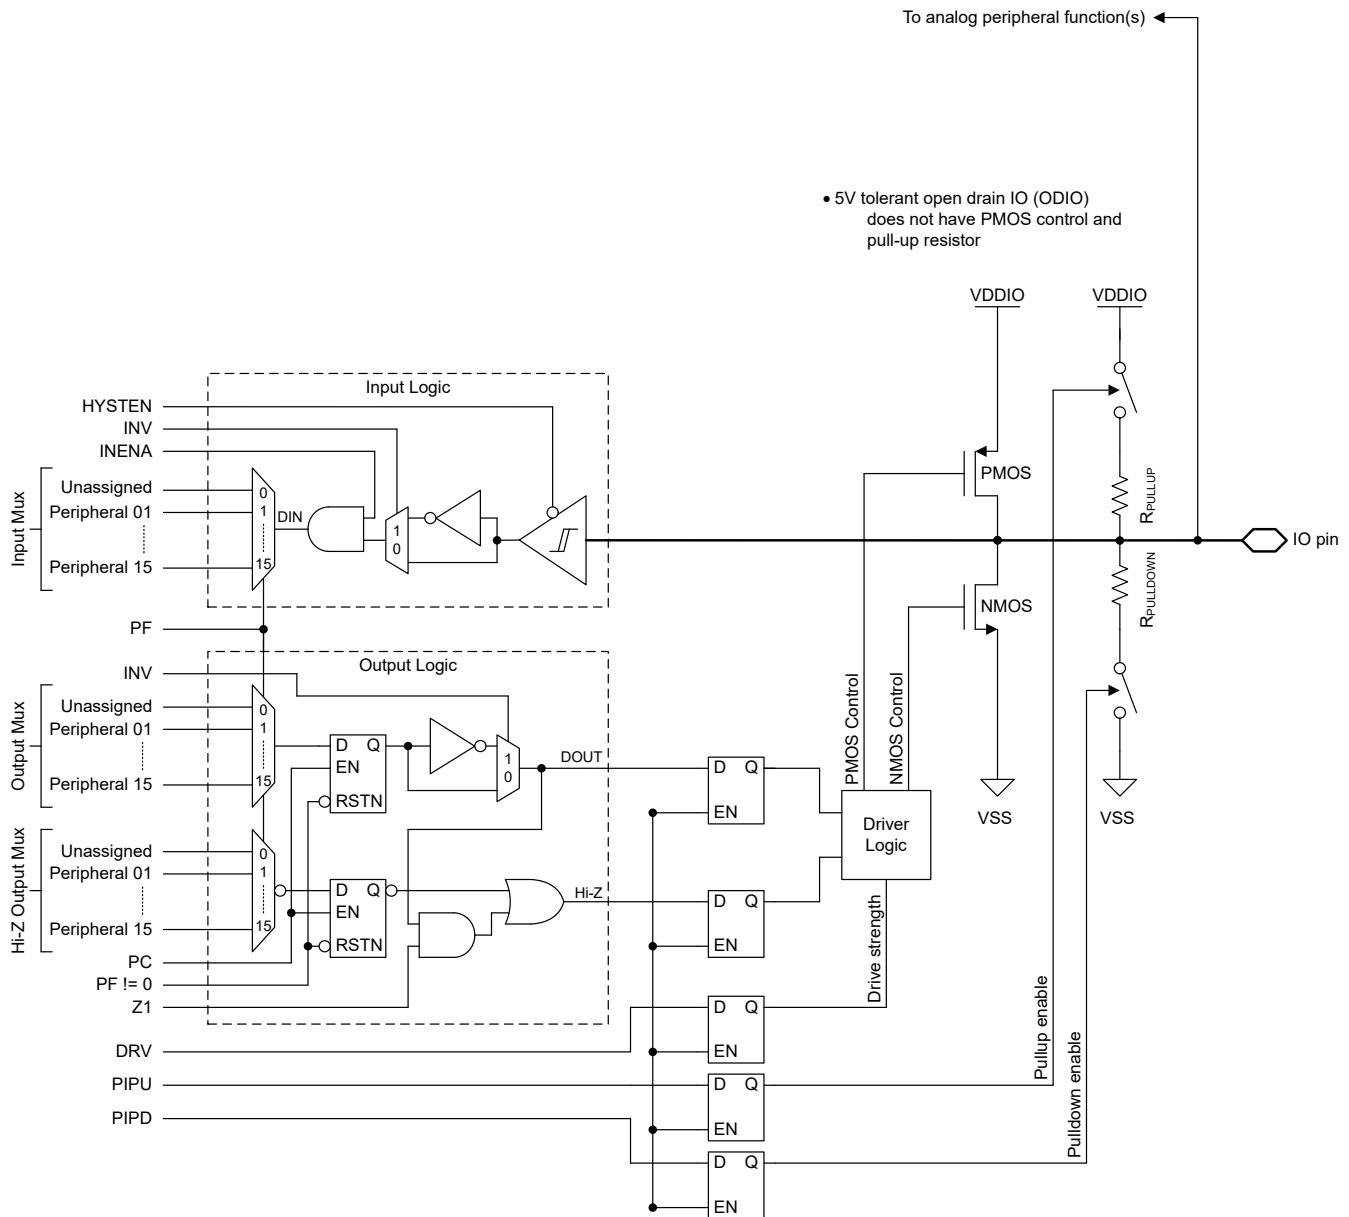 To analog peripheral function(s)
• 5V tolerant open drain IO (ODIO)
does not have PMOS control and
pull-up resistor
VDDIO
VDDIO
Input Logic
HYSTEN
INV
INENA
Input Mux
Unassigned
Peripheral 01
Peripheral 15
0
1
15
DIN
1
0
PMOS
RPULLUP
IO pin
RPULLDOWN
NMOS
PF
Output Logic
INV
Output Mux
Unassigned
Peripheral 01
Peripheral 15
0
1
15
D Q
EN
RSTN
1
0
DOUT
D Q
EN
PMOS Control
NMOS Control
Driver
Logic
VSS
VSS
Hi-Z Output Mux
Unassigned
Peripheral 01
Peripheral 15
0
1
15
D Q
EN
RSTN
Hi-Z
D Q
EN
Drive strength
PC
PF != 0
Z1
DRV
D Q
EN
PIPU
D Q
EN
Pullup enable
PIPD
D Q
EN
Pulldown enable